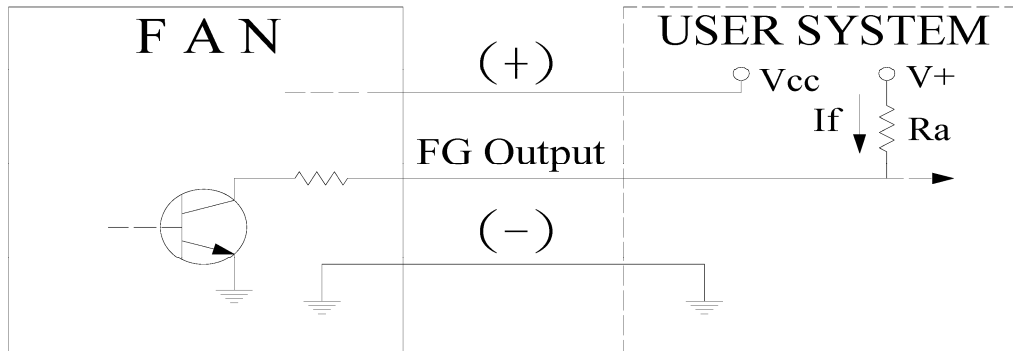 F A N
USER SYSTEM
(+)
Vcc
V+
If
Ra
FG Output
(−)